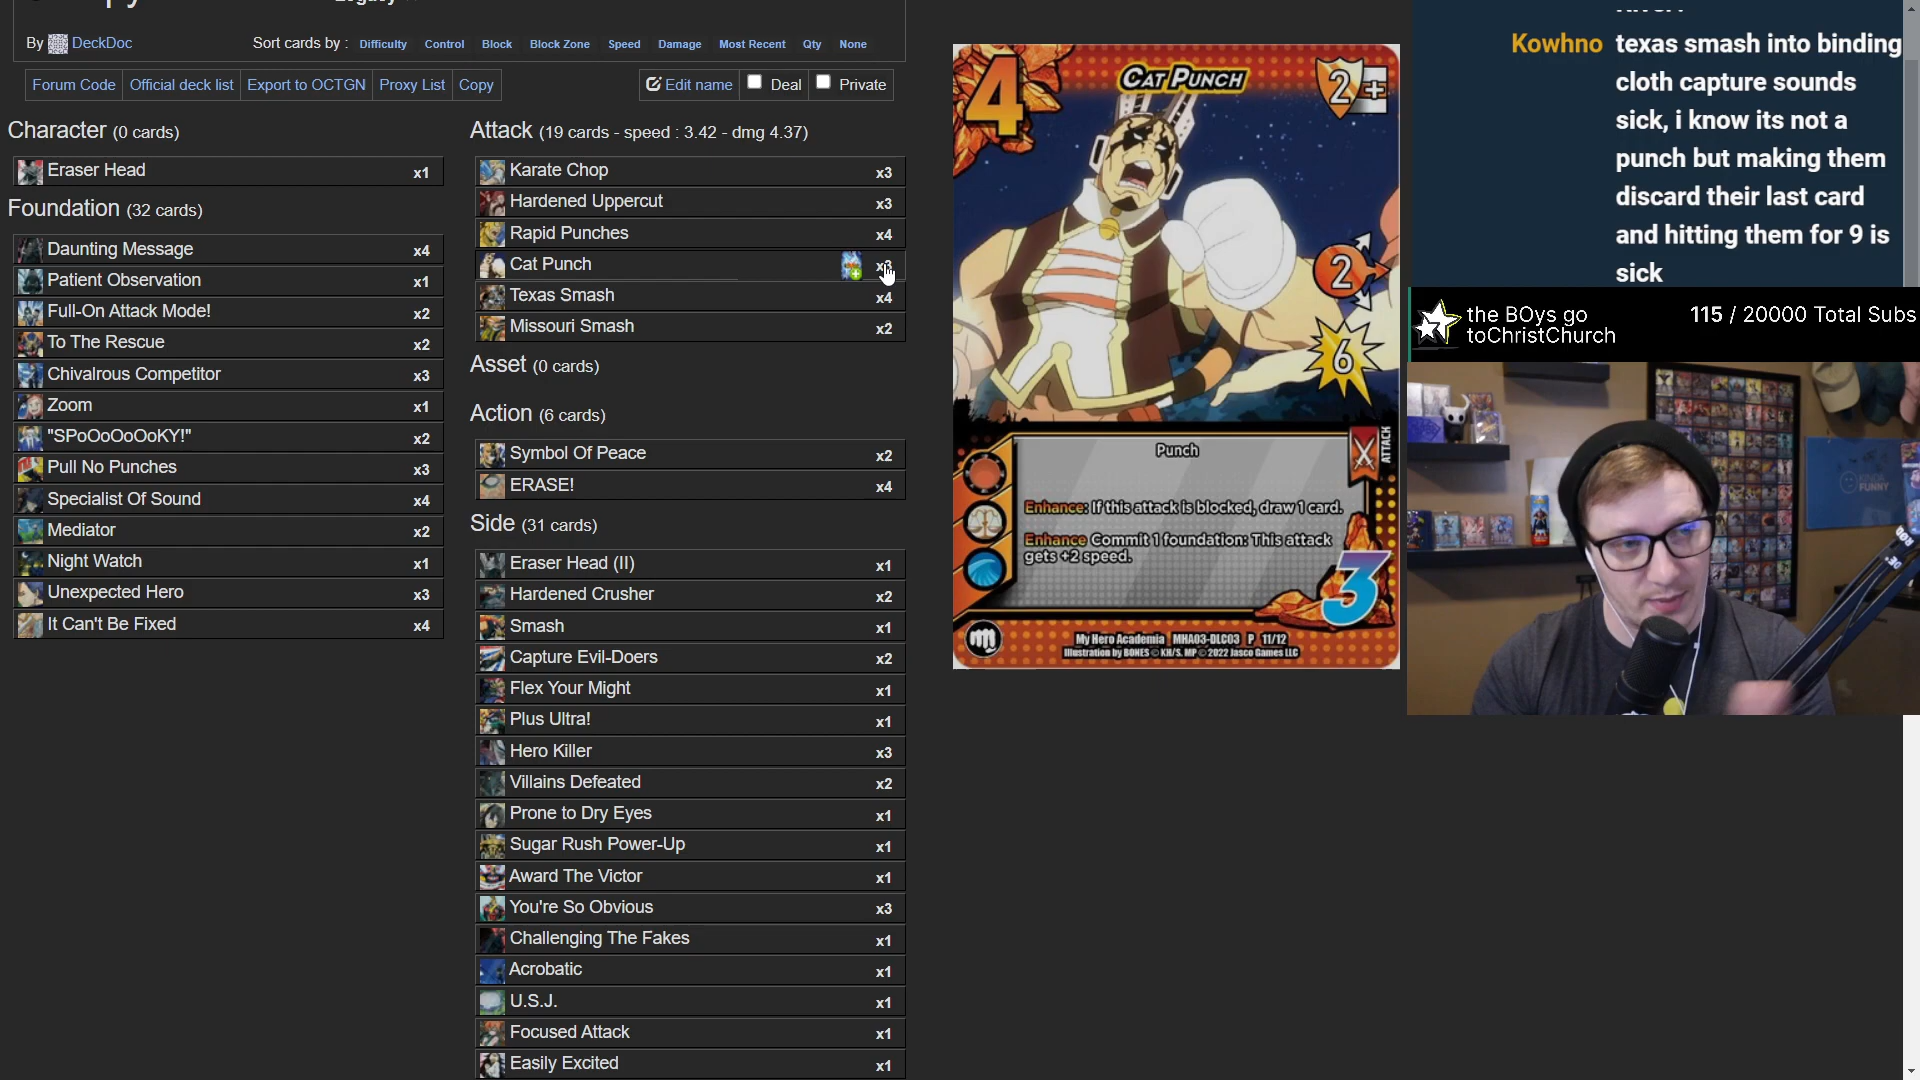 By DeckDoc
Sort cards by : Difficulty Control Block Block Zone Speed Damage Most Recent Qty None
Forum Code Official deck list Export to OCTGN Proxy List Copy
Edit name Deal Private
Character (0 cards)
Eraser Head x1
Foundation (32 cards)
Daunting Message x4
Patient Observation x1
Full-On Attack Mode! x2
To The Rescue x2
Chivalrous Competitor x3
Zoom x1
"SPoOoOoOoKY!" x2
Pull No Punches x3
Specialist Of Sound x4
Mediator x2
Night Watch x1
Unexpected Hero x3
It Can't Be Fixed x4
Attack (19 cards - speed : 3.42 - dmg 4.37)
Karate Chop x3
Hardened Uppercut x3
Rapid Punches x4
Cat Punch x3
Texas Smash x4
Missouri Smash x2
Asset (0 cards)
Action (6 cards)
Symbol Of Peace x2
ERASE! x4
Side (31 cards)
Eraser Head (II) x1
Hardened Crusher x2
Smash x1
Capture Evil-Doers x2
Flex Your Might x1
Plus Ultra! x1
Hero Killer x3
Villains Defeated x2
Prone to Dry Eyes x1
Sugar Rush Power-Up x1
Award The Victor x1
You're So Obvious x3
Challenging The Fakes x1
Acrobatic x1
U.S.J. x1
Focused Attack x1
Easily Excited x1
4
CAT PUNCH
2 +
2
6
ATTACK
Punch
Enhance: If this attack is blocked, draw 1 card.
Enhance Commit 1 foundation: This attack
gets +2 speed.
3
My Hero Academia MHA03-DLC03 P 11/12
Illustration by BONES © KH/S, MP © 2022 Jasco Games LLC
Kowhno texas smash into binding
cloth capture sounds
sick, i know its not a
punch but making them
discard their last card
and hitting them for 9 is
sick
the BOys go
toChristChurch
115 / 20000 Total Subs
FUNNY